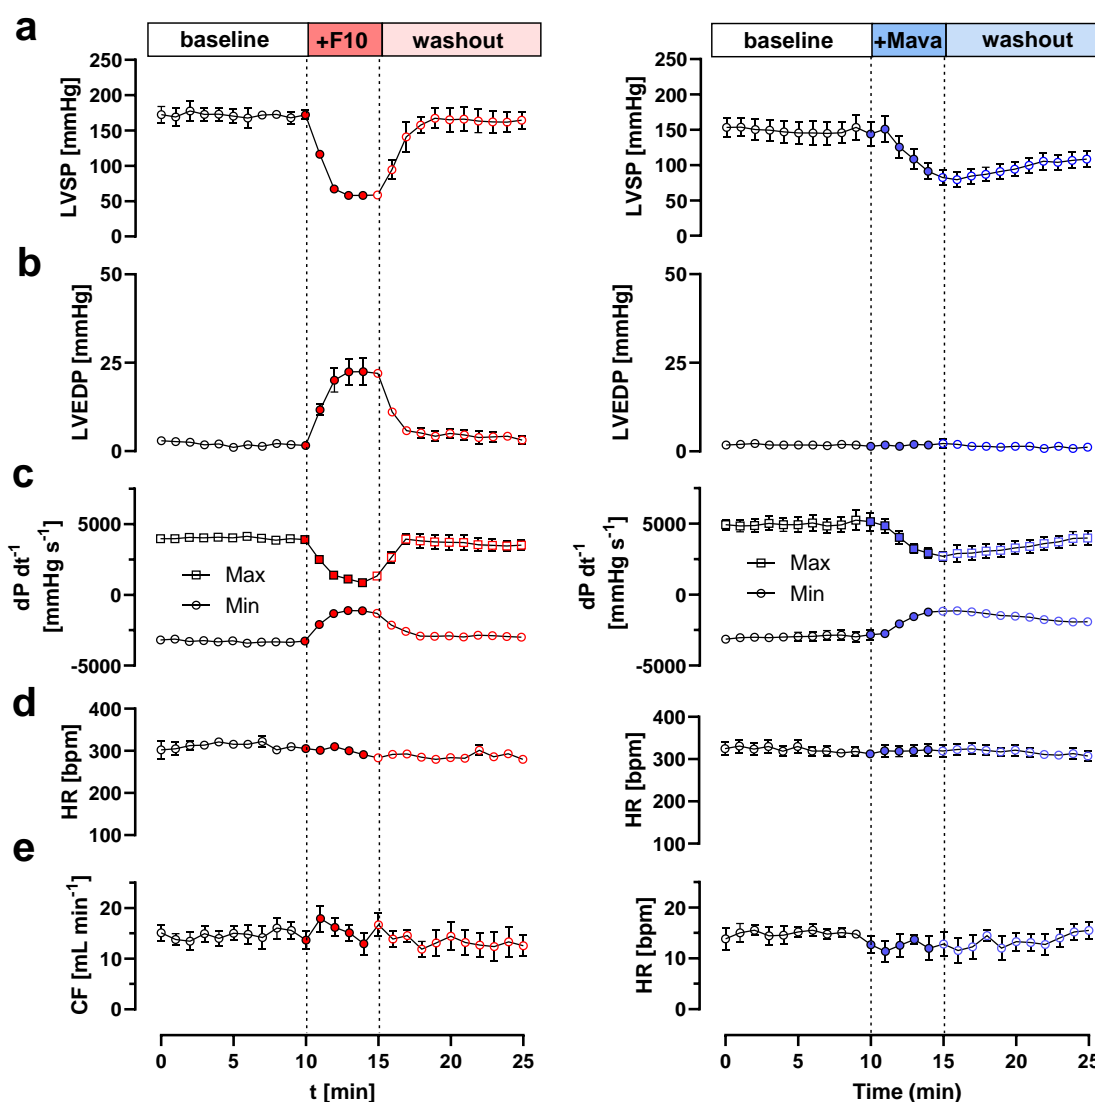 a
baseline +F10 washout
baseline +Mava washout
250
200
150
100
50
0
LVSP [mmHg]
250
200
150
100
50
0
LVSP [mmHg]
b
50
25
0
LVEDP [mmHg]
50
25
0
LVEDP [mmHg]
c
5000
0
-5000
dP dt⁻¹
[mmHg s⁻¹]
Max
Min
5000
0
-5000
dP dt⁻¹
[mmHg s⁻¹]
Max
Min
d
400
300
200
100
HR [bpm]
400
300
200
100
HR [bpm]
e
20
10
0
CF [mL min⁻¹]
20
10
0
HR [bpm]
0 5 10 15 20 25
t [min]
0 5 10 15 20 25
Time (min)